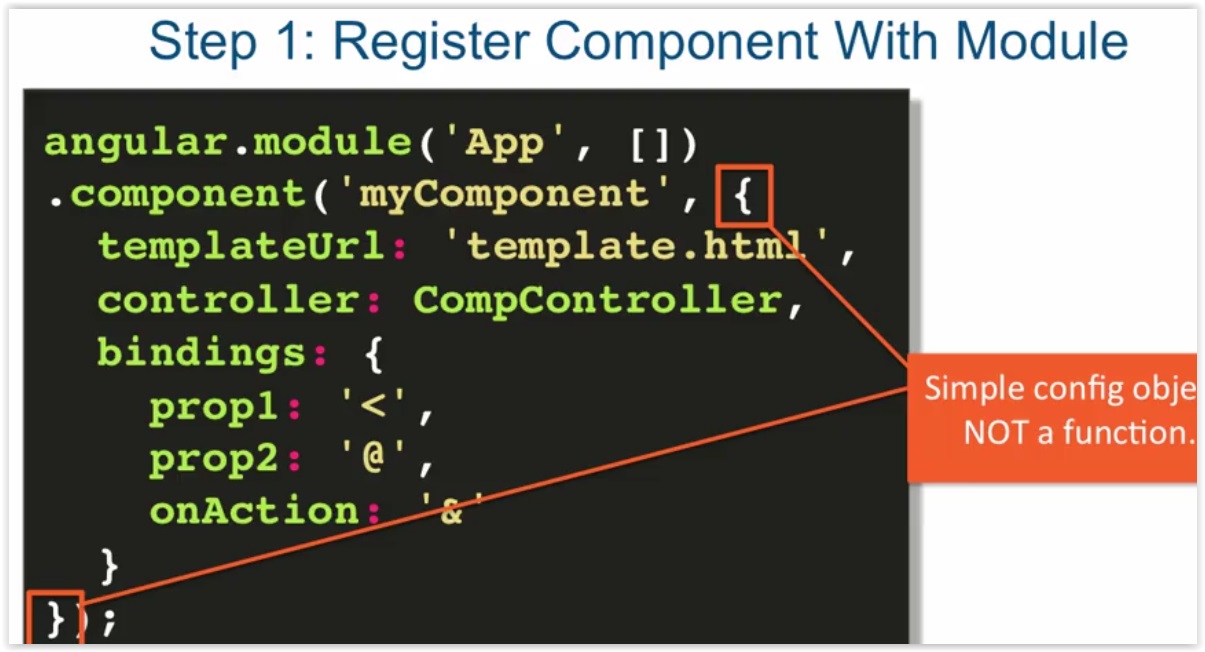 Step 1: Register Component With Module
angular.module('App', [])
.component('myComponent', {
templateUrl: 'template.html',
controller: CompController,
bindings: {
prop1: '<',
prop2: '@',
onAction: '&'
}
});
Simple config obje
NOT a function.